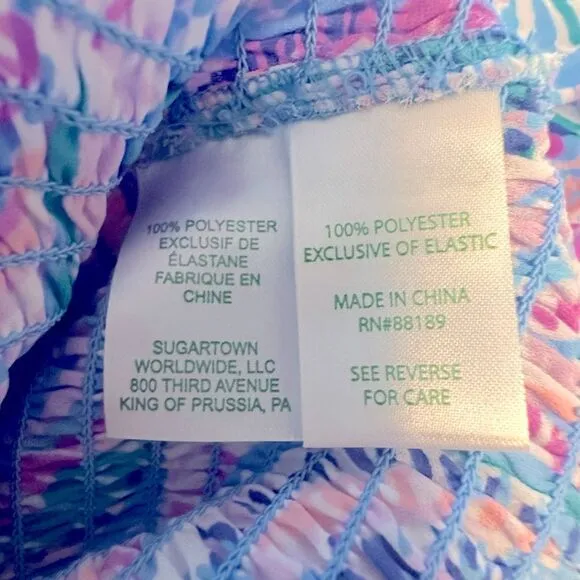 100% POLYESTER
EXCLUSIF DE
ÉLASTANE
FABRIQUE EN
CHINE
SUGARTOWN
WORLDWIDE, LLC
800 THIRD AVENUE
KING OF PRUSSIA, PA
100% POLYESTER
EXCLUSIVE OF ELASTIC
MADE IN CHINA
RN#88189
SEE REVERSE
FOR CARE